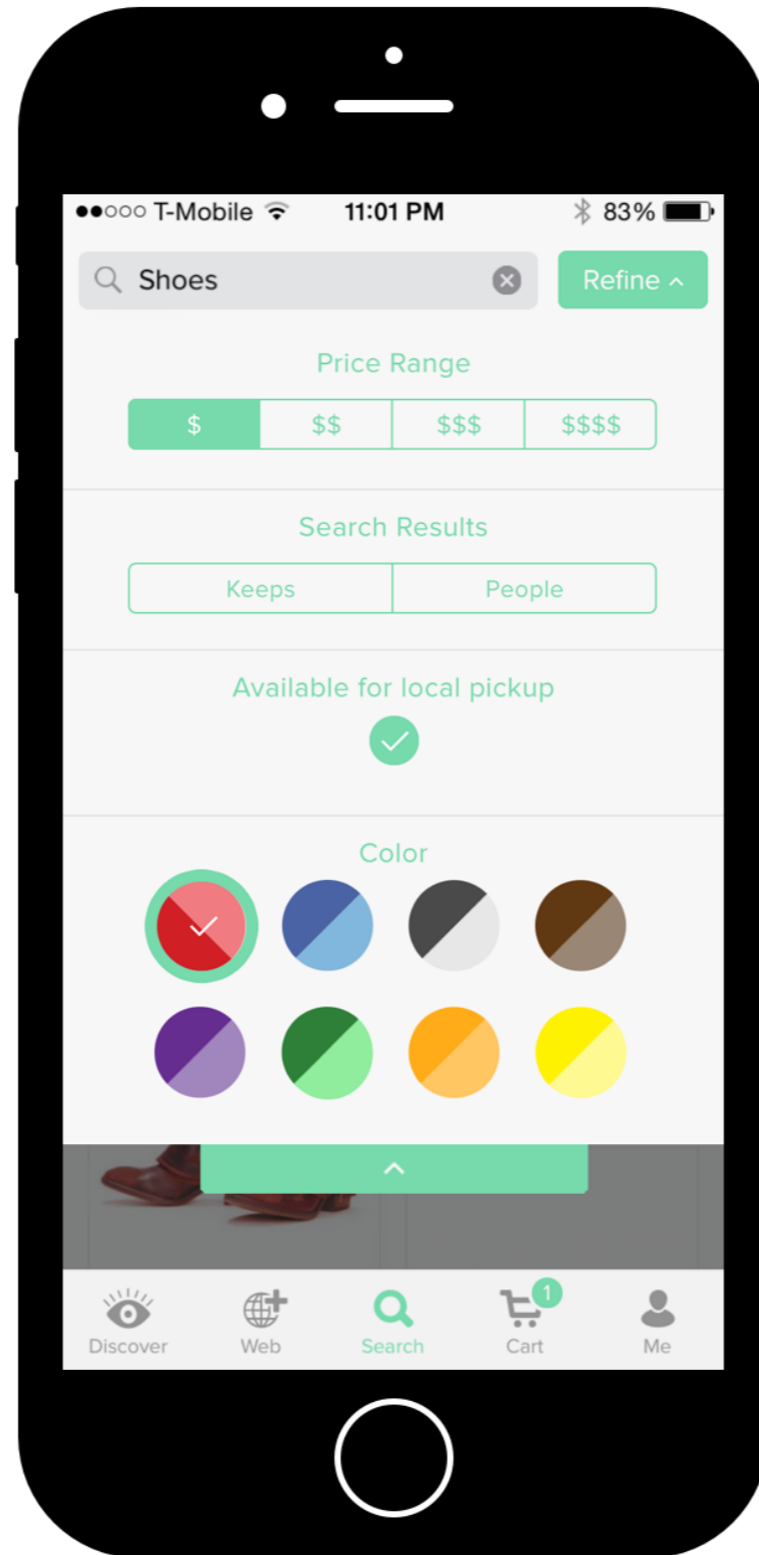 T-Mobile 11:01 PM 83%
Shoes Refine
Price Range
$ $$ $$$ $$$$
Search Results
Keeps People
Available for local pickup
Color
1
Discover Web Search Cart Me